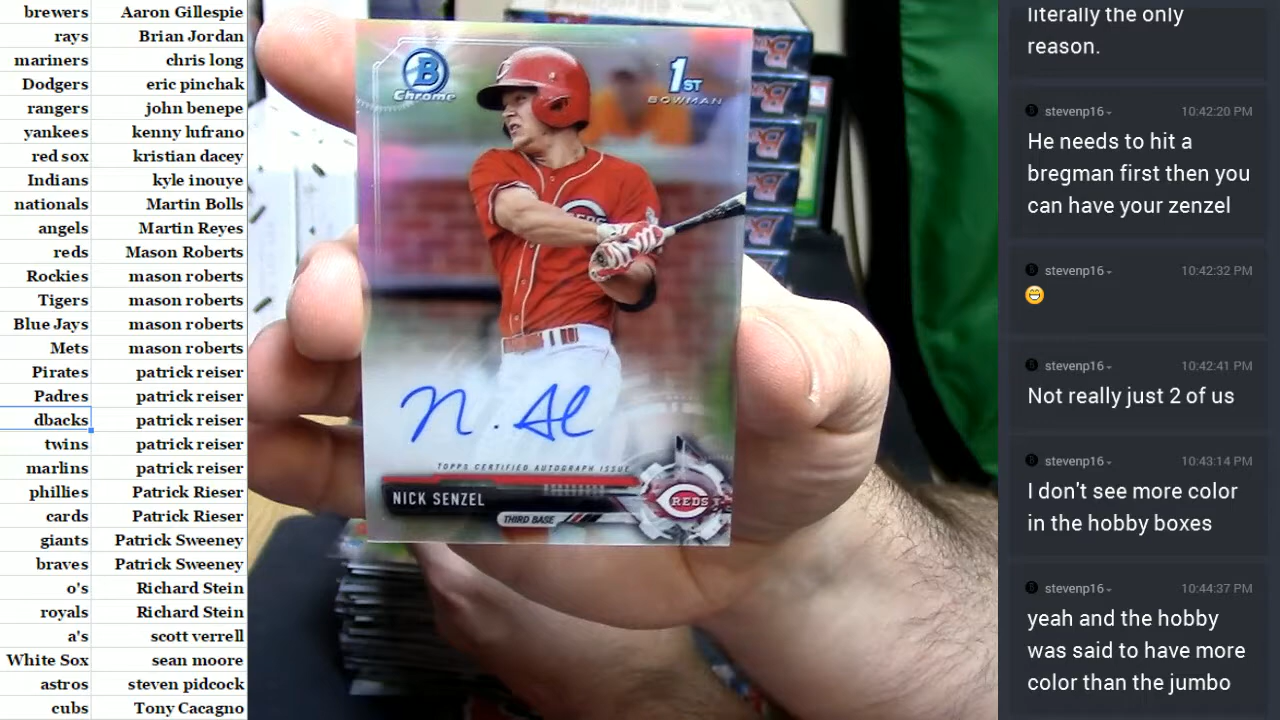 brewers Aaron Gillespie
rays Brian Jordan
mariners chris long
Dodgers eric pinchak
rangers john benepe
yankees kenny lufrano
red sox kristian dacey
Indians kyle inouye
nationals Martin Bolls
angels Martin Reyes
reds Mason Roberts
Rockies mason roberts
Tigers mason roberts
Blue Jays mason roberts
Mets mason roberts
Pirates patrick reiser
Padres patrick reiser
dbacks patrick reiser
twins patrick reiser
marlins patrick reiser
phillies Patrick Rieser
cards Patrick Rieser
giants Patrick Sweeney
braves Patrick Sweeney
o's Richard Stein
royals Richard Stein
a's scott verrell
White Sox sean moore
astros steven pidcock
cubs Tony Cacagno
B
Chrome
1ST
BOWMAN
TOPPS CERTIFIED AUTOGRAPH ISSUE
NICK SENZEL
THIRD BASE
REDS
literally the only
reason.
stevenp16 10:42:20 PM
He needs to hit a
bregman first then you
can have your zenzel
stevenp16 10:42:32 PM
😁
stevenp16 10:42:41 PM
Not really just 2 of us
stevenp16 10:43:14 PM
I don't see more color
in the hobby boxes
stevenp16 10:44:37 PM
yeah and the hobby
was said to have more
color than the jumbo